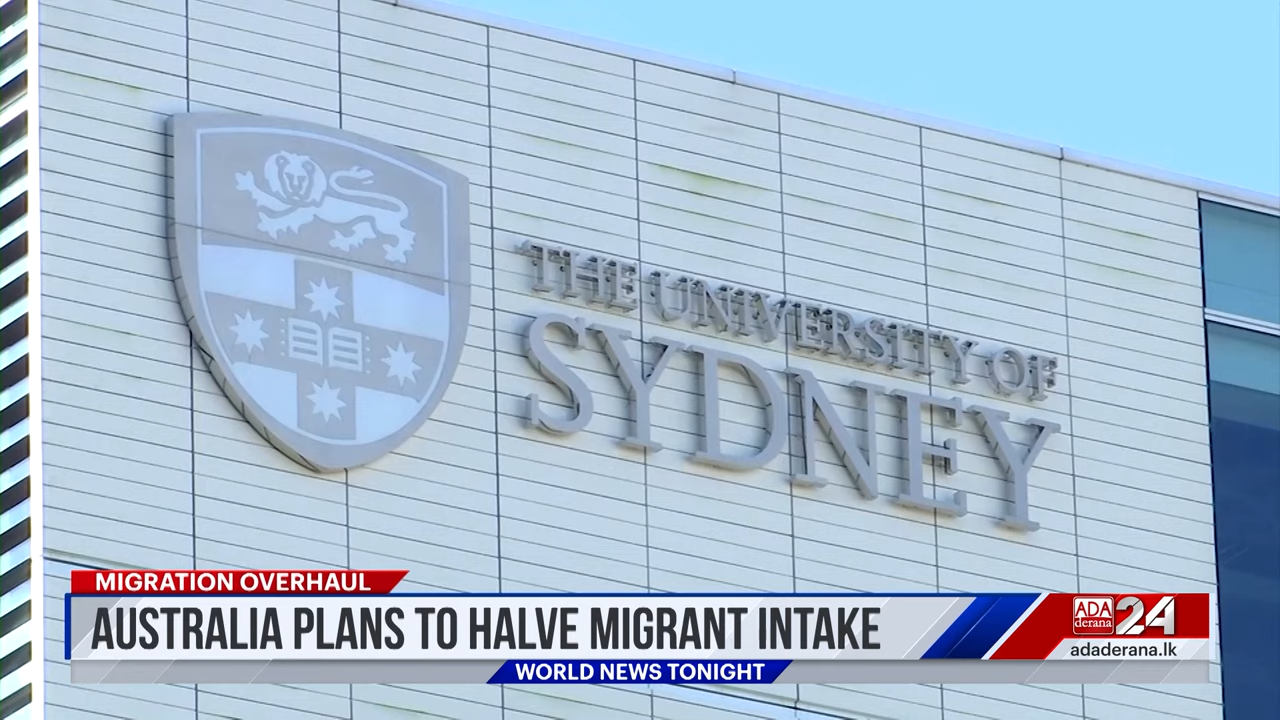 THE UNIVERSITY OF
SYDNEY
MIGRATION OVERHAUL
AUSTRALIA PLANS TO HALVE MIGRANT INTAKE
ADA
derana
24
adaderana.lk
WORLD NEWS TONIGHT